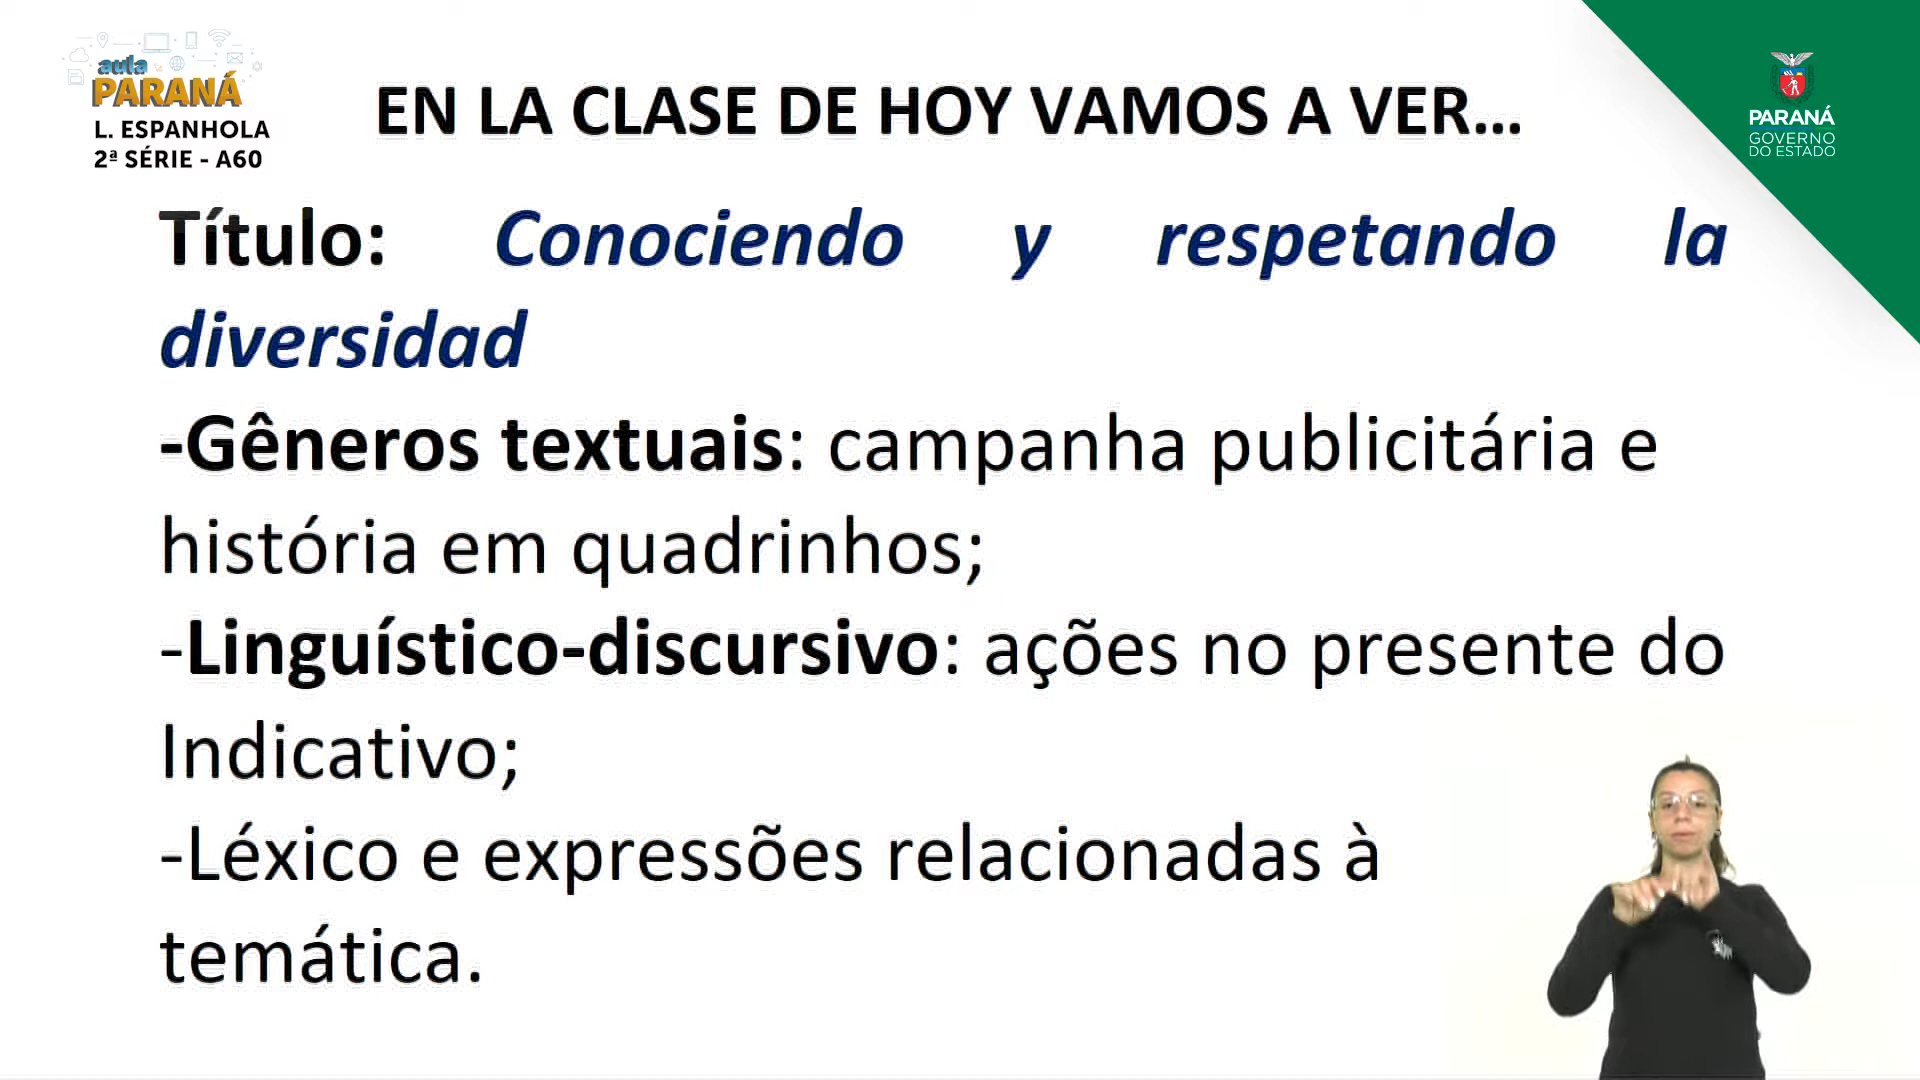 aula
PARANÁ
L. ESPANHOLA
2ª SÉRIE - A60
EN LA CLASE DE HOY VAMOS A VER...
PARANÁ
GOVERNO
DO ESTADO
Título: Conociendo y respetando la
diversidad
-Gêneros textuais: campanha publicitária e
história em quadrinhos;
-Linguístico-discursivo: ações no presente do
Indicativo;
-Léxico e expressões relacionadas à
temática.